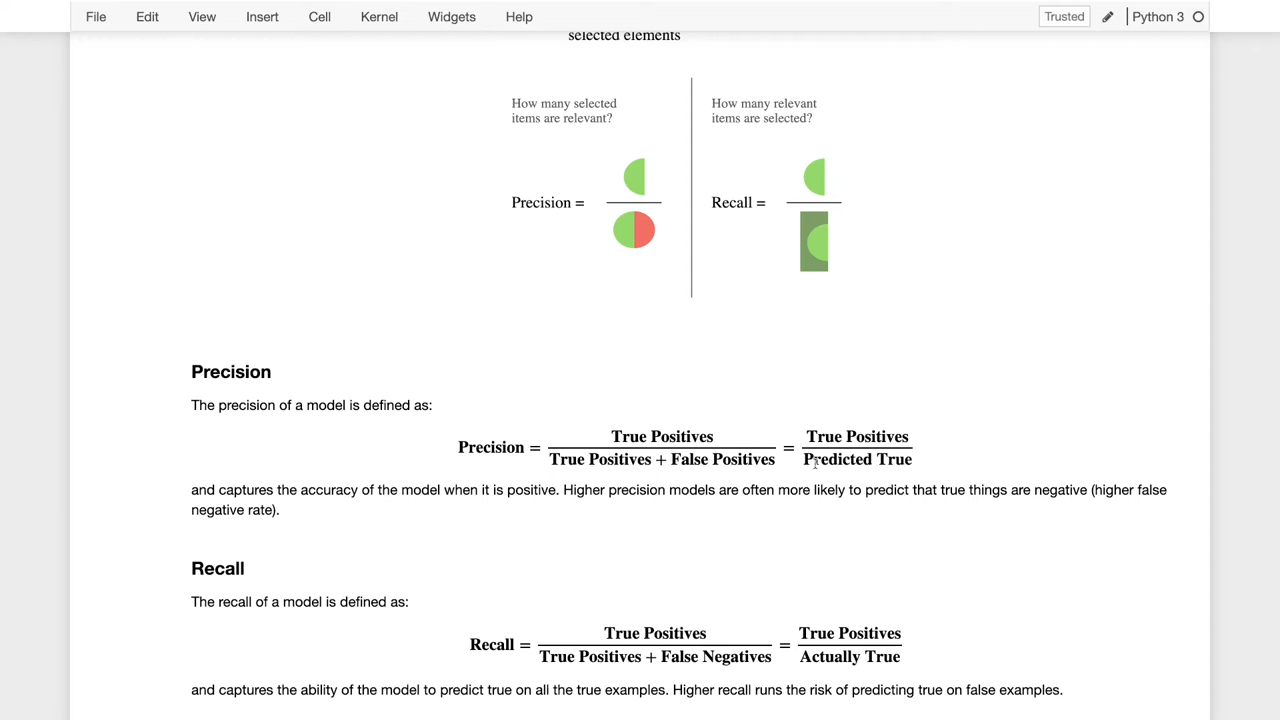 File Edit View Insert Cell Kernel Widgets Help Trusted Python 3
selected elements
How many selected
items are relevant?
How many relevant
items are selected?
Precision =
Recall =
Precision
The precision of a model is defined as:
Precision = True Positives / True Positives + False Positives = True Positives / Predicted True
and captures the accuracy of the model when it is positive. Higher precision models are often more likely to predict that true things are negative (higher false
negative rate).
Recall
The recall of a model is defined as:
Recall = True Positives / True Positives + False Negatives = True Positives / Actually True
and captures the ability of the model to predict true on all the true examples. Higher recall runs the risk of predicting true on false examples.